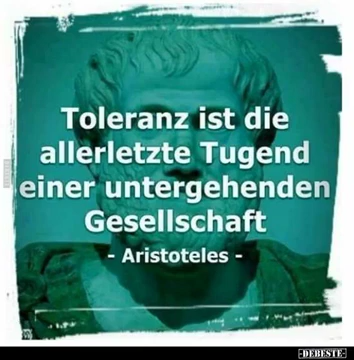 Toleranz ist die
allerletzte Tugend
einer untergehenden
Gesellschaft
- Aristoteles -
DEBESTE